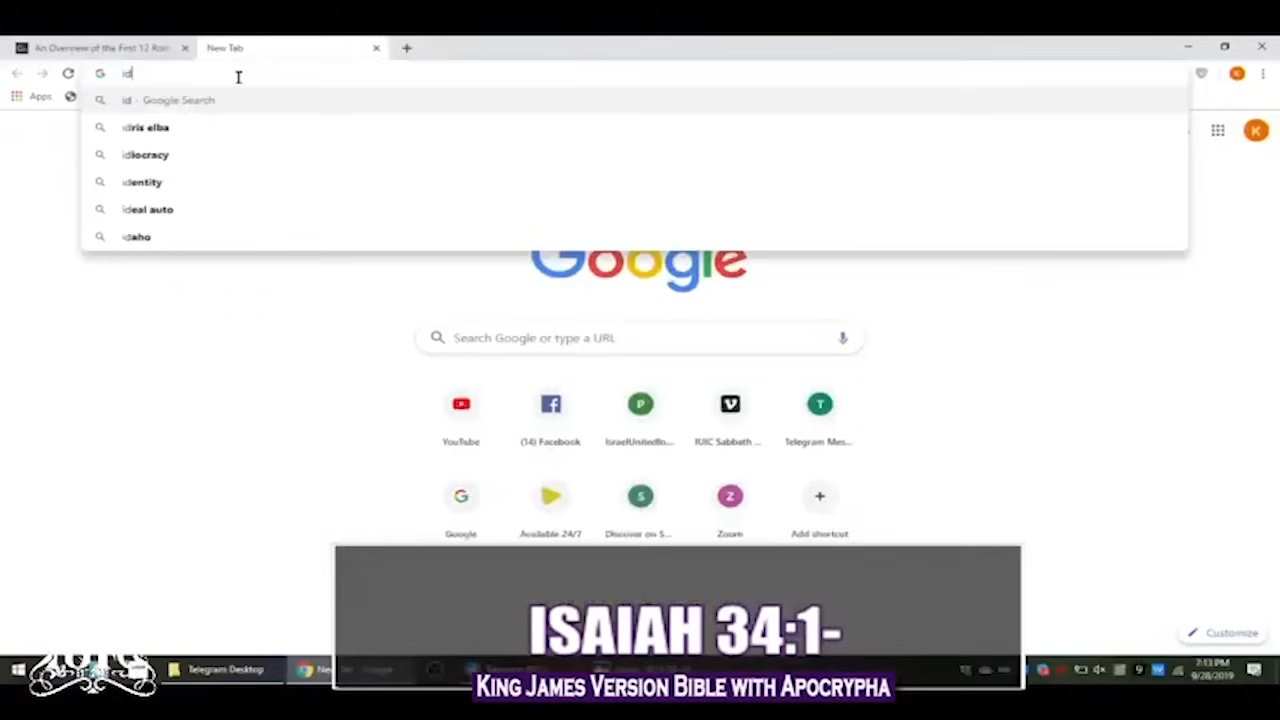 An Overview of the First 12 Rom
New Tab
id
Apps
id - Google Search
idris elba
idiocracy
identity
ideal auto
idaho
K
Google
Search Google or type a URL
P
T
YouTube
(14) Facebook
IsraelUnitedIn...
IUIC Sabbath ...
Telegram Mes...
S
Z
Google
Available 24/7
Discover on S...
Zoom
Add shortcut
ISAIAH 34:1-
Customize
IUIC
Telegram Desktop
7:13 PM
9/28/2019
KING JAMES VERSION BIBLE WITH APOCRYPHA